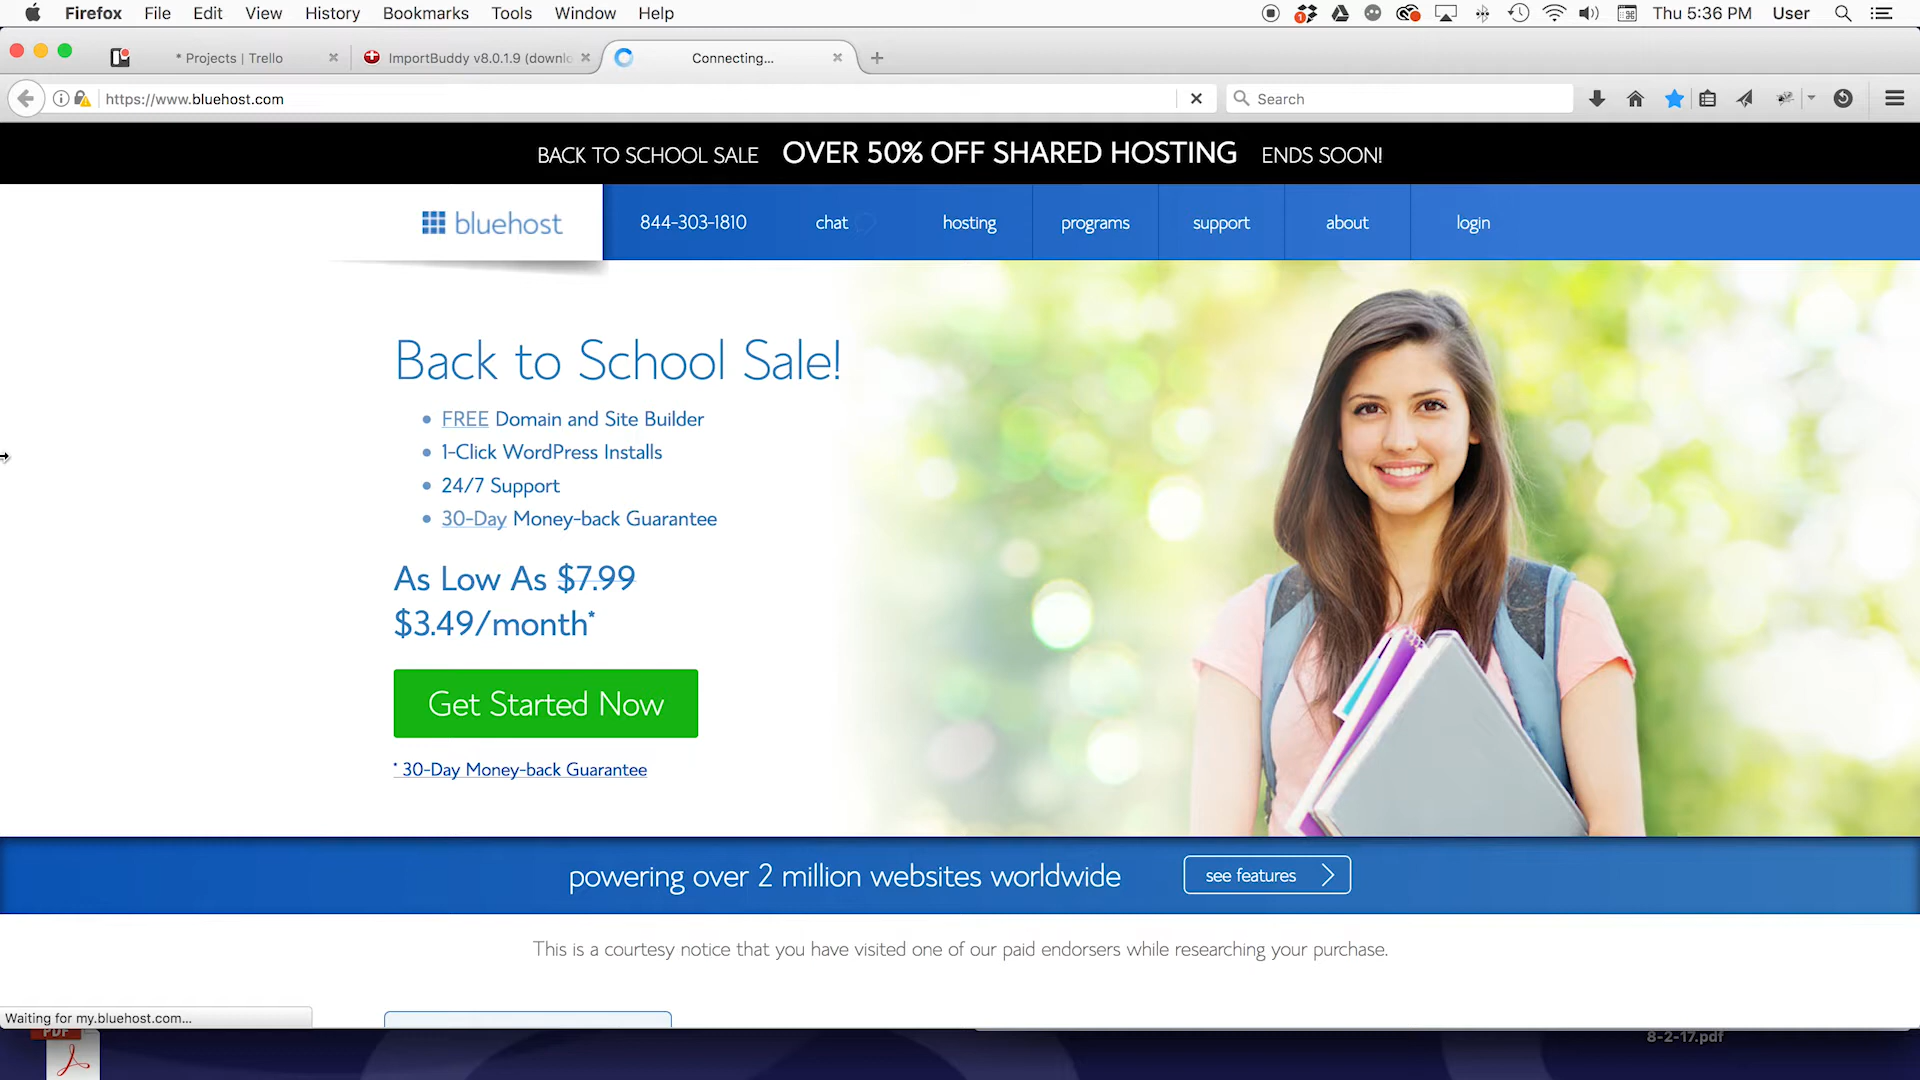 Firefox File Edit View History Bookmarks Tools Window Help
1
Thu 5:36 PM User
* Projects | Trello
ImportBuddy v8.0.1.9 (downlo
Connecting...
https://www.bluehost.com
Search
BACK TO SCHOOL SALE OVER 50% OFF SHARED HOSTING ENDS SOON!
bluehost
844-303-1810 chat hosting programs support about login
Back to School Sale!
FREE Domain and Site Builder
1-Click WordPress Installs
24/7 Support
30-Day Money-back Guarantee
As Low As $7.99
$3.49/month*
Get Started Now
* 30-Day Money-back Guarantee
powering over 2 million websites worldwide
see features
This is a courtesy notice that you have visited one of our paid endorsers while researching your purchase.
Waiting for my.bluehost.com...
PDF
8-2-17.pdf